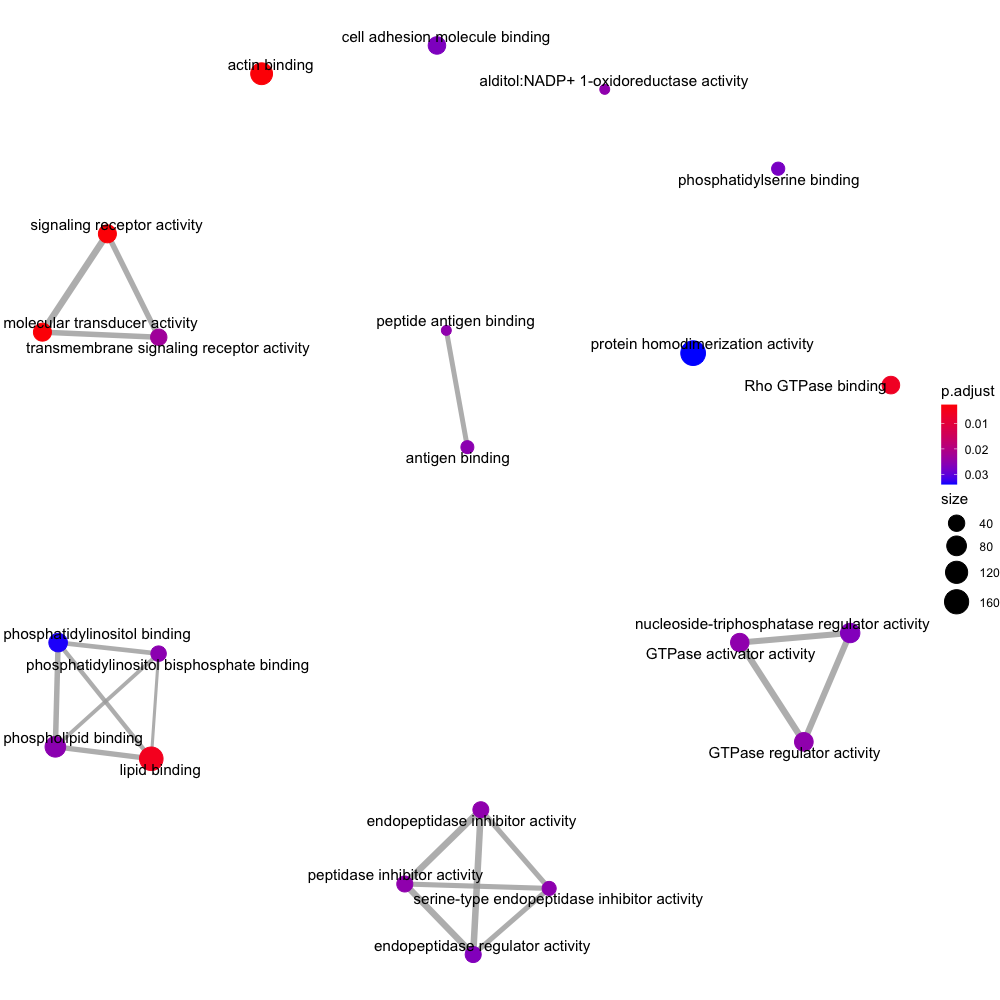 cell adhesion molecule binding
actin binding
alditol:NADP+ 1-oxidoreductase activity
phosphatidylserine binding
signaling receptor activity
molecular transducer activity
transmembrane signaling receptor activity
peptide antigen binding
antigen binding
protein homodimerization activity
Rho GTPase binding
p.adjust
0.01
0.02
0.03
size
40
80
120
160
phosphatidylinositol binding
phosphatidylinositol bisphosphate binding
phospholipid binding
lipid binding
nucleoside-triphosphatase regulator activity
GTPase activator activity
GTPase regulator activity
endopeptidase inhibitor activity
peptidase inhibitor activity
serine-type endopeptidase inhibitor activity
endopeptidase regulator activity